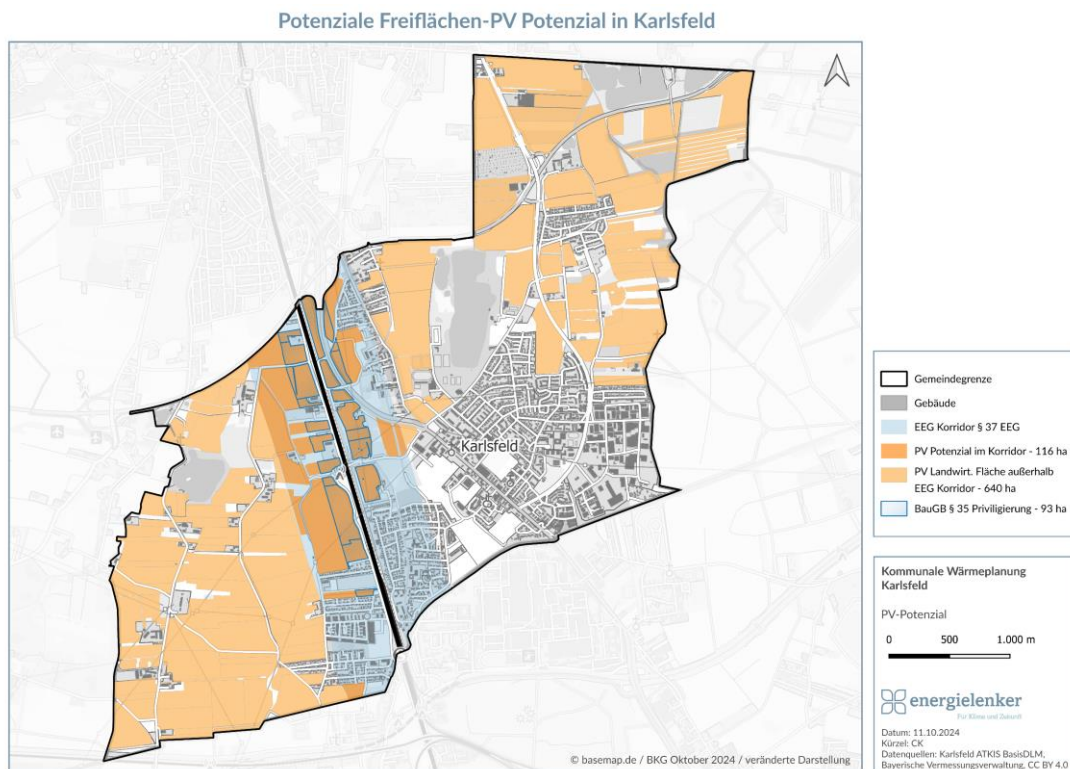 Potenziale Freiflächen-PV Potenzial in Karlsfeld
Karlsfeld
© basemap.de / BKG Oktober 2024 / veränderte Darstellung
Gemeindegrenze
Gebäude
EEG Korridor § 37 EEG
PV Potenzial im Korridor - 116 ha
PV Landwirt. Fläche außerhalb
EEG Korridor - 640 ha
BauGB § 35 Priviligierung - 93 ha
Kommunale Wärmeplanung
Karlsfeld
PV-Potenzial
0 500 1.000 m
energielenker
Für Klima und Zukunft
Datum: 11.10.2024
Kürzel: CK
Datenquellen: Karlsfeld ATKIS BasisDLM,
Bayerische Vermessungsverwaltung, CC BY 4.0